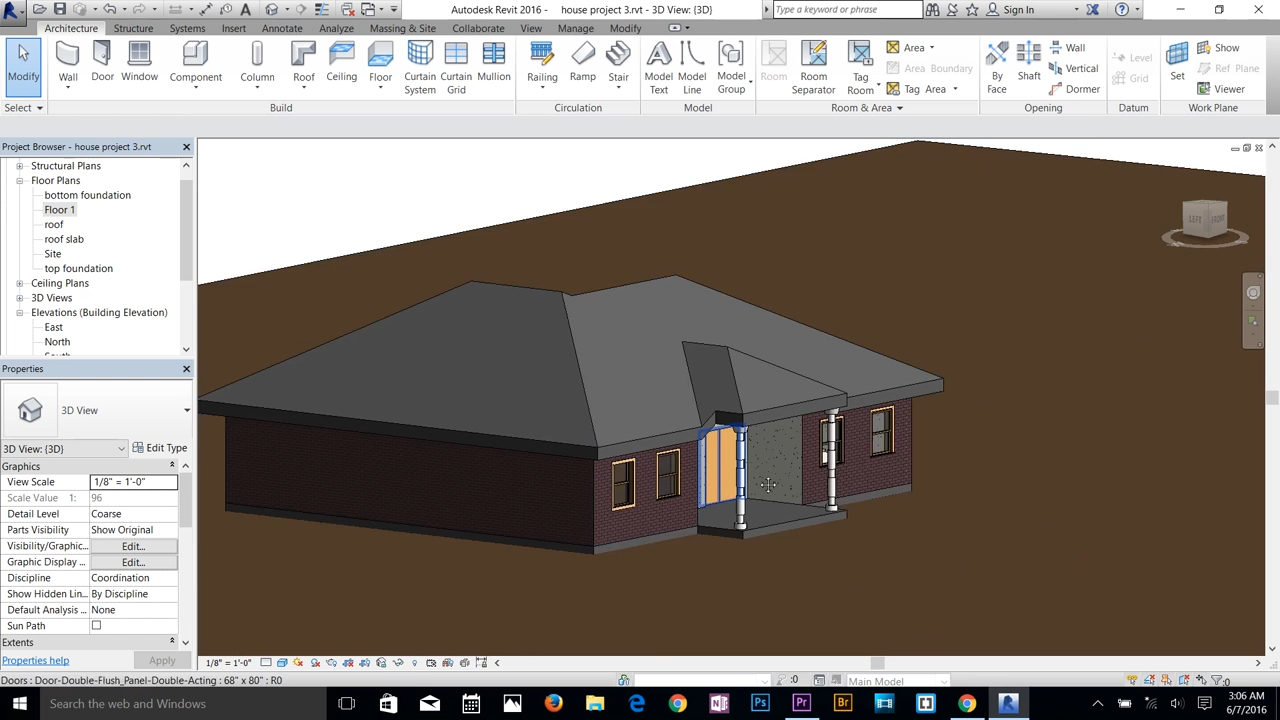 Autodesk Revit 2016 - house project 3.rvt - 3D View: {3D}
Type a keyword or phrase
Sign In
Architecture Structure Systems Insert Annotate Analyze Massing & Site Collaborate View Manage Modify
Modify Wall Door Window Component Column Roof Ceiling Floor Curtain System Curtain Grid Mullion Railing Ramp Stair Model Text Model Line Model Group Room Room Separator Tag Room Area Area Boundary Tag Area By Face Shaft Wall Vertical Dormer Level Grid Set Show Ref Plane Viewer
Select Build Circulation Model Room & Area Opening Datum Work Plane
Project Browser - house project 3.rvt
Structural Plans
Floor Plans
bottom foundation
Floor 1
roof
roof slab
Site
top foundation
Ceiling Plans
3D Views
Elevations (Building Elevation)
East
North
LEFT FRONT
Properties
3D View
3D View: {3D} Edit Type
Graphics
View Scale 1/8" = 1'-0"
Scale Value 1: 96
Detail Level Coarse
Parts Visibility Show Original
Visibility/Graphic... Edit...
Graphic Display ... Edit...
Discipline Coordination
Show Hidden Lin... By Discipline
Default Analysis ... None
Sun Path
Extents
Properties help Apply
1/8" = 1'-0"
Doors : Door-Double-Flush_Panel-Double-Acting : 68" x 80" : R0
:0 Main Model :0
Search the web and Windows
3:06 AM
6/7/2016